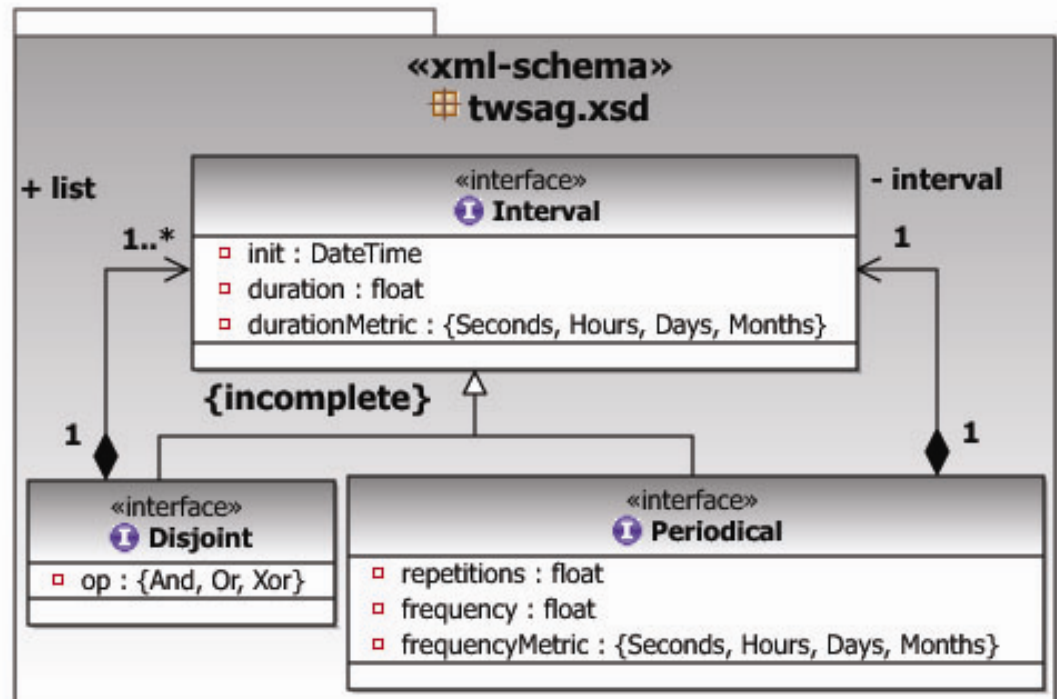 «xml-schema»
twsag.xsd
+ list
1..*
- interval
1
«interface»
Interval
init : DateTime
duration : float
durationMetric : {Seconds, Hours, Days, Months}
{incomplete}
1
1
«interface»
Disjoint
op : {And, Or, Xor}
«interface»
Periodical
repetitions : float
frequency : float
frequencyMetric : {Seconds, Hours, Days, Months}